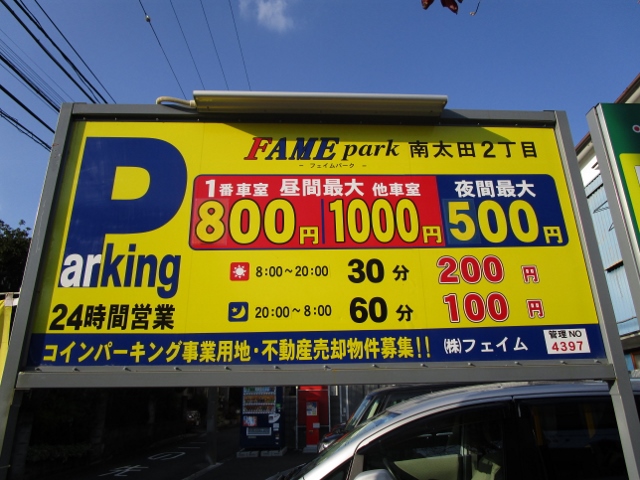 FAME park 南太田2丁目
－フェイムパーク－
Parking
1番車室 昼間最大 他車室 夜間最大
800円 1000円 500円
8:00～20:00 30分 200円
20:00～8:00 60分 100円
24時間営業
コインパーキング事業用地・不動産売却物件募集!! ㈱フェイム
管理NO
4397